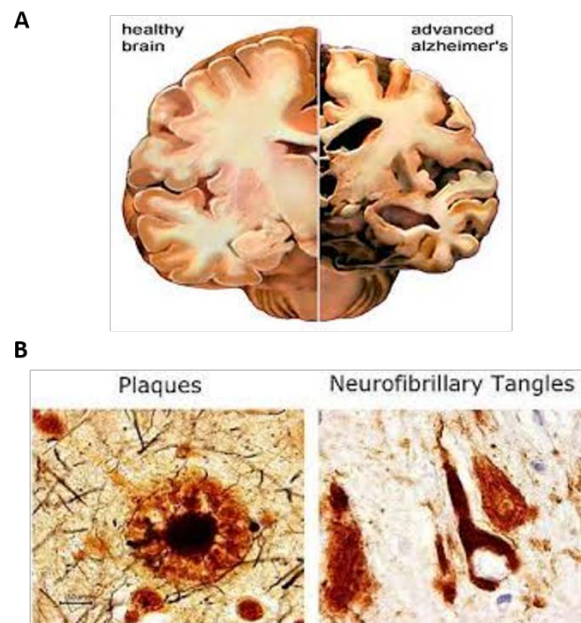 A
healthy
brain
advanced
alzheimer's
B
Plaques
Neurofibrillary Tangles